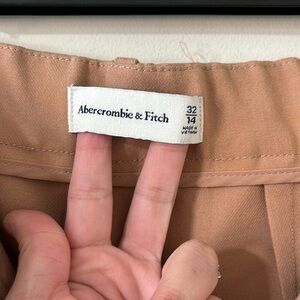 Abercrombie & Fitch
32
14
MADE IN
VIETNAM